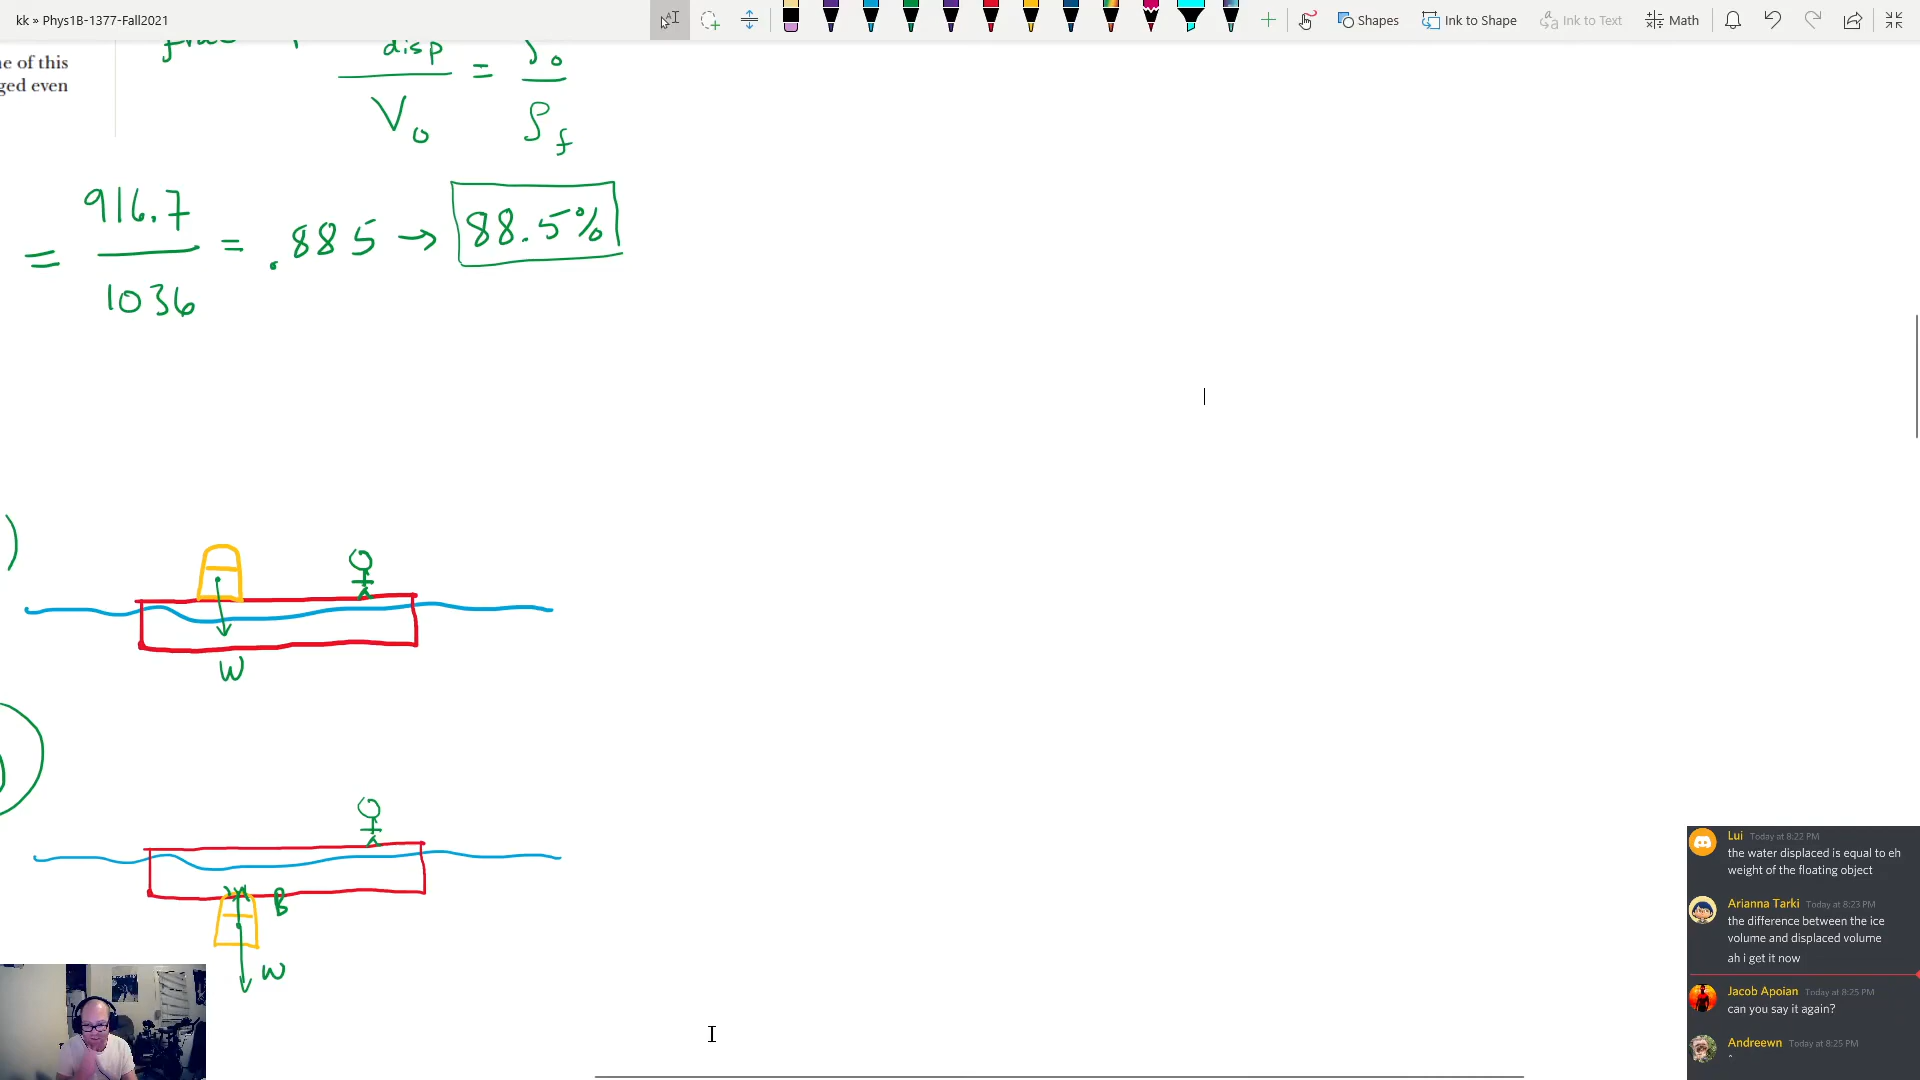 kk » Phys1B-1377-Fall2021
Shapes
Ink to Shape
Ink to Text
Math
e of this
ged even
disp
V₀ = ρ₀ / ρf
= 916.7 / 1036 = .885 → 88.5%
)
W
B
W
Lui Today at 8:22 PM
the water displaced is equal to eh
weight of the floating object
Arianna Tarki Today at 8:23 PM
the difference between the ice
volume and displaced volume
ah i get it now
Jacob Apoian Today at 8:25 PM
can you say it again?
Andreewn Today at 8:25 PM
^